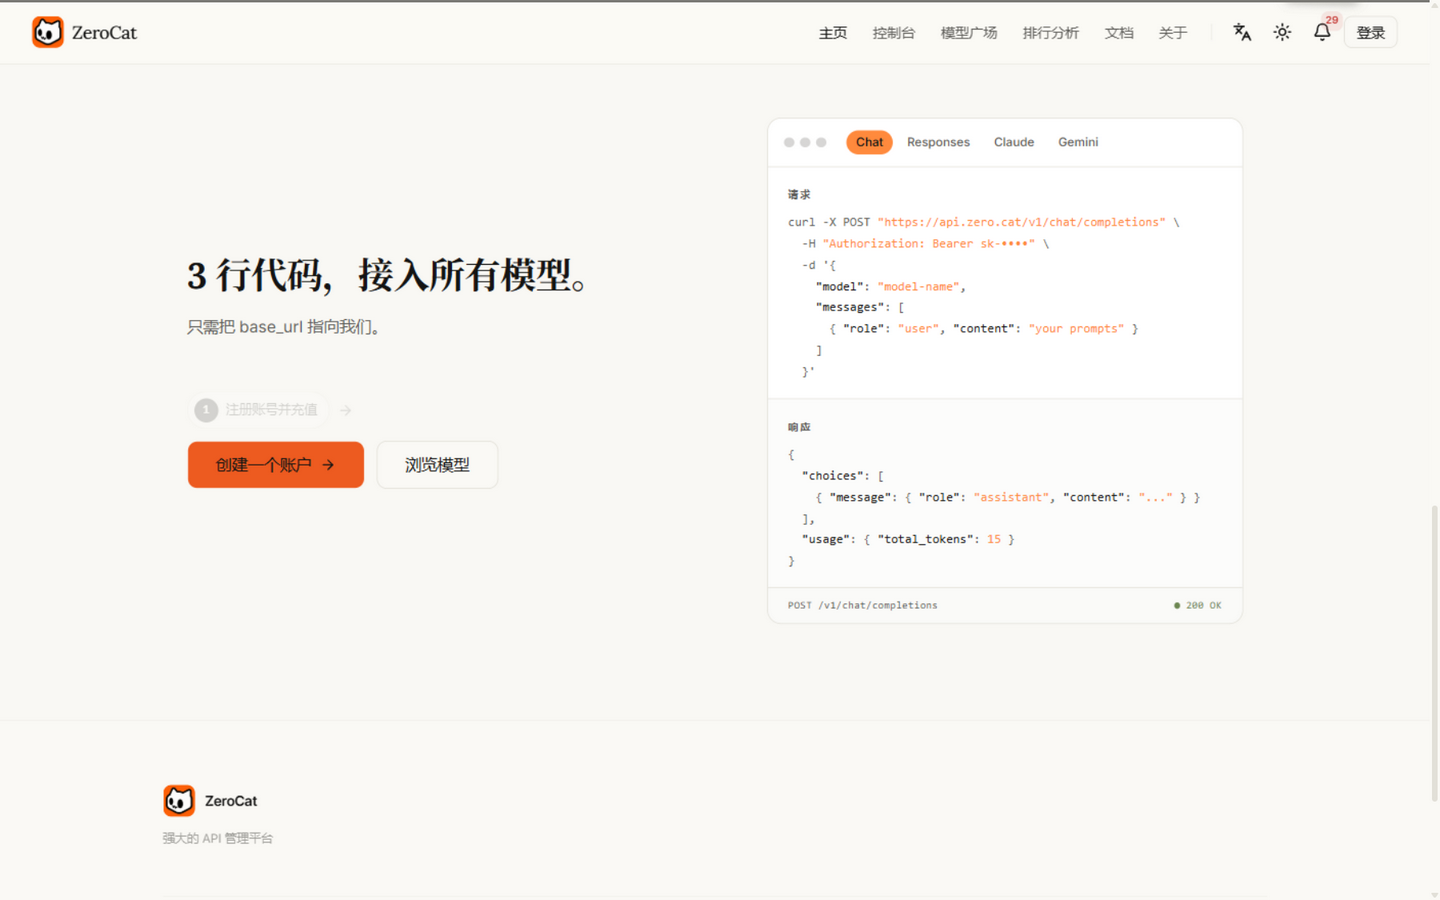 ZeroCat
主页
控制台
模型广场
排行分析
文档
关于
29
登录
3 行代码，接入所有模型。
只需把 base_url 指向我们。
1 注册账号并充值 →
创建一个账户 →
浏览模型
Chat
Responses
Claude
Gemini
请求
curl -X POST "https://api.zero.cat/v1/chat/completions" \
-H "Authorization: Bearer sk-••••" \
-d '{
"model": "model-name",
"messages": [
{ "role": "user", "content": "your prompts" }
]
}'
响应
{
"choices": [
{ "message": { "role": "assistant", "content": "..." } }
],
"usage": { "total_tokens": 15 }
}
POST /v1/chat/completions
200 OK
ZeroCat
强大的 API 管理平台